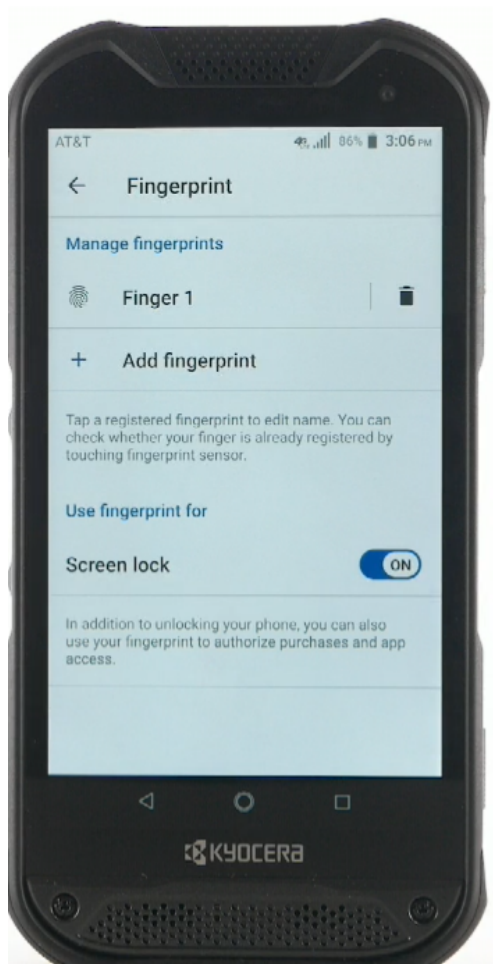 AT&T 4G LTE 86% 3:06 PM
Fingerprint
Manage fingerprints
Finger 1
Add fingerprint
Tap a registered fingerprint to edit name. You can
check whether your finger is already registered by
touching fingerprint sensor.
Use fingerprint for
Screen lock ON
In addition to unlocking your phone, you can also
use your fingerprint to authorize purchases and app
access.
KYOCERA